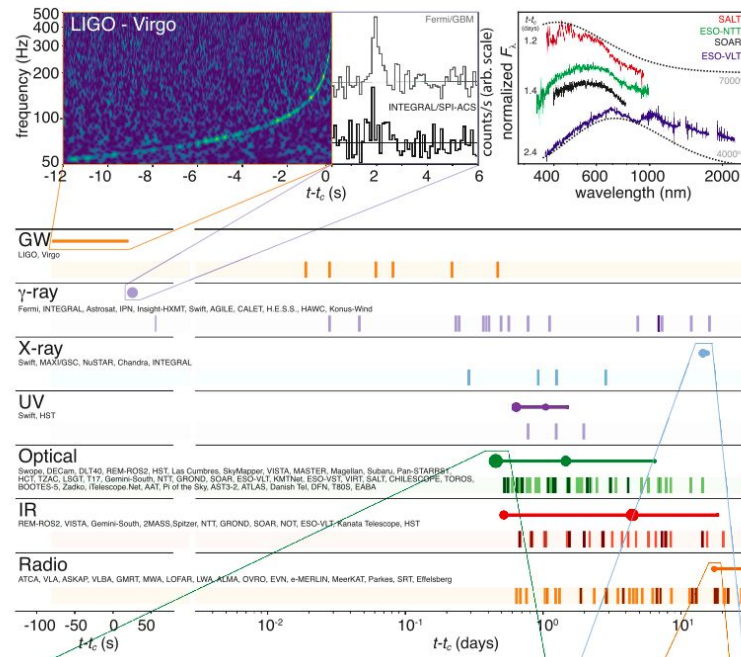 LIGO - Virgo
frequency (Hz)
500
400
300
200
100
50
-12 -10 -8 -6 -4 -2 0 2 4 6
t-tc (s)
Fermi/GBM
INTEGRAL/SPI-ACS
counts/s (arb. scale)
normalized Fλ
t-tc
(days)
1.2
1.4
2.4
SALT
ESO-NTT
SOAR
ESO-VLT
7000°
4000°
400 600 1000 2000
wavelength (nm)
GW
LIGO, Virgo
γ-ray
Fermi, INTEGRAL, Astrosat, IPN, Insight-HXMT, Swift, AGILE, CALET, H.E.S.S., HAWC, Konus-Wind
X-ray
Swift, MAXI/GSC, NuSTAR, Chandra, INTEGRAL
UV
Swift, HST
Optical
Swope, DECam, DLT40, REM-ROS2, HST, Las Cumbres, SkyMapper, VISTA, MASTER, Magellan, Subaru, Pan-STARRS1,
HCT, TZAC, LSGT, T17, Gemini-South, NTT, GROND, SOAR, ESO-VLT, KMTNet, ESO-VST, VIRT, SALT, CHILESCOPE, TOROS,
BOOTES-5, Zadko, iTelescope.Net, AAT, Pi of the Sky, AST3-2, ATLAS, Danish Tel, DFN, T80S, EABA
IR
REM-ROS2, VISTA, Gemini-South, 2MASS,Spitzer, NTT, GROND, SOAR, NOT, ESO-VLT, Kanata Telescope, HST
Radio
ATCA, VLA, ASKAP, VLBA, GMRT, MWA, LOFAR, LWA, ALMA, OVRO, EVN, e-MERLIN, MeerKAT, Parkes, SRT, Effelsberg
-100 -50 0 50
t-tc (s)
10⁻² 10⁻¹ 10⁰ 10¹
t-tc (days)